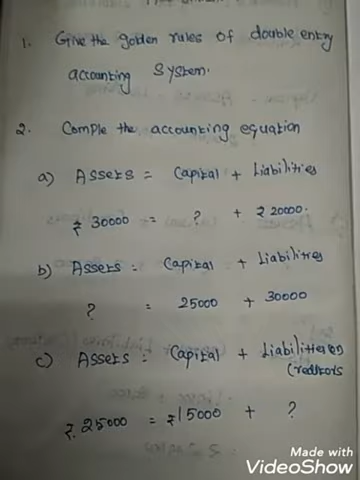 1. Give the golden rules of double entry
accounting System.
2. Comple the accounting equation
a) Assets = Capital + Liabilities
₹ 30000 = ? + ₹ 20000.
b) Assets = Capital + Liabilities
? = 25000 + 30000
c) Assets = Capital + Liabilities on
Creditors
₹. 25000 = ₹ 15000 + ?
Made with
VideoShow